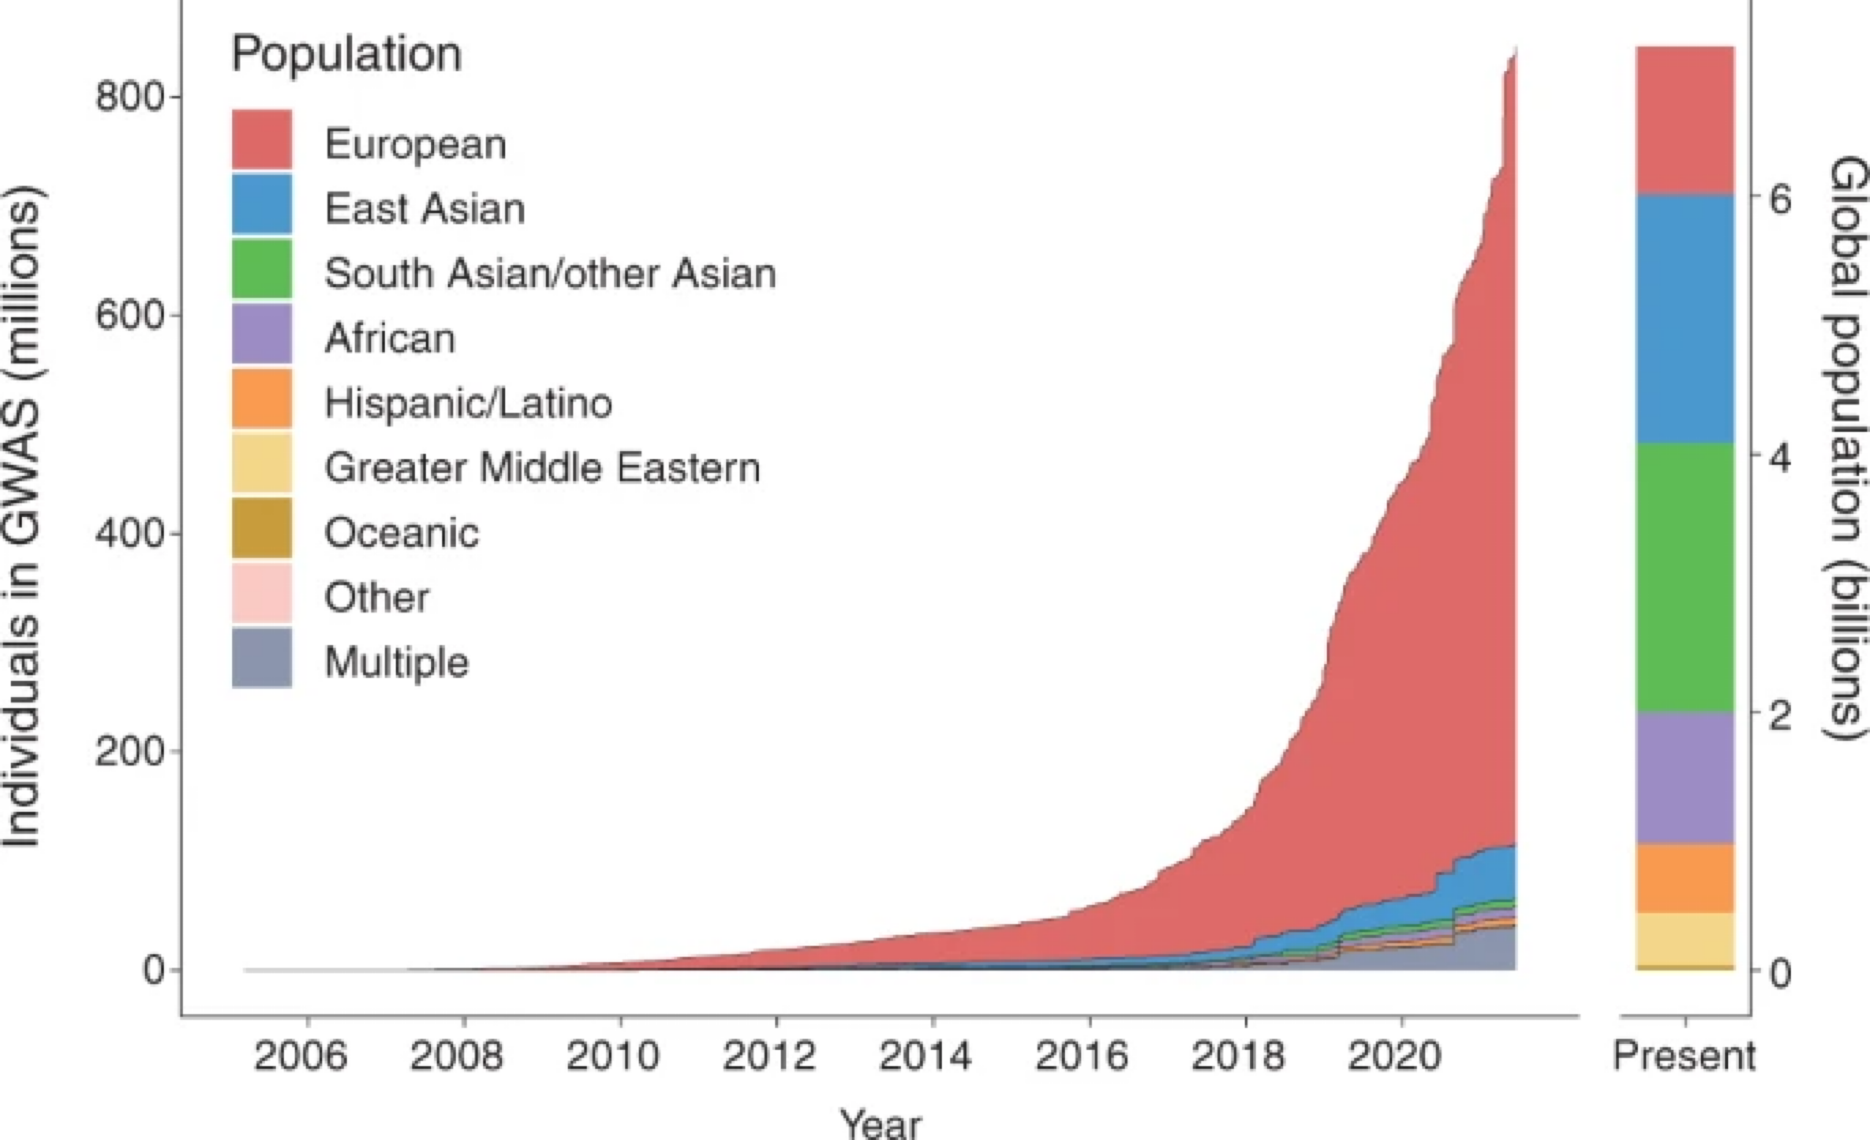 Population
European
East Asian
South Asian/other Asian
African
Hispanic/Latino
Greater Middle Eastern
Oceanic
Other
Multiple
Individuals in GWAS (millions)
800
600
400
200
0
2006 2008 2010 2012 2014 2016 2018 2020
Year
Present
6
4
2
0
Global population (billions)